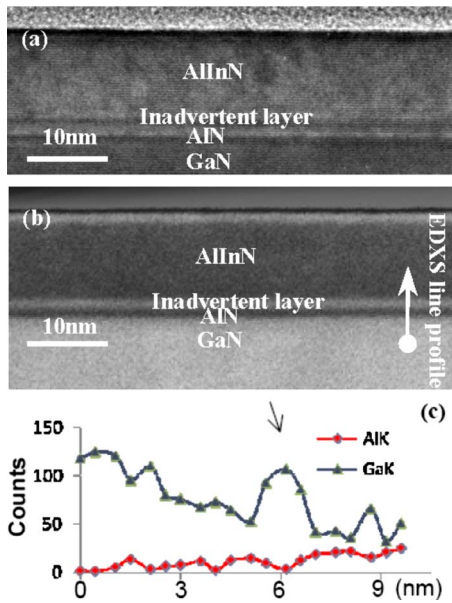 (a)
AlInN
Inadvertent layer
AlN
10nm
GaN
(b)
AlInN
EDXS line profile
Inadvertent layer
AlN
10nm
GaN
(c)
150
100
50
0
Counts
AlK
GaK
0 3 6 9 (nm)